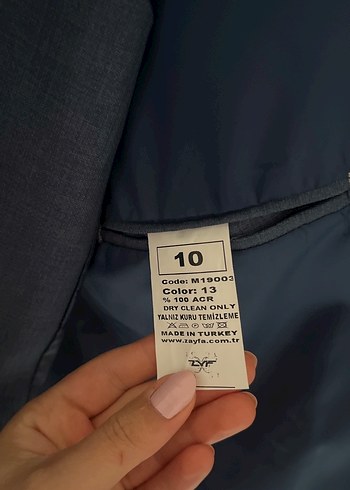 10
Code: M19003
Color: 13
% 100 ACR
DRY CLEAN ONLY
YALNIZ KURU TEMİZLEME
MADE IN TURKEY
www.zayfa.com.tr
ZYF